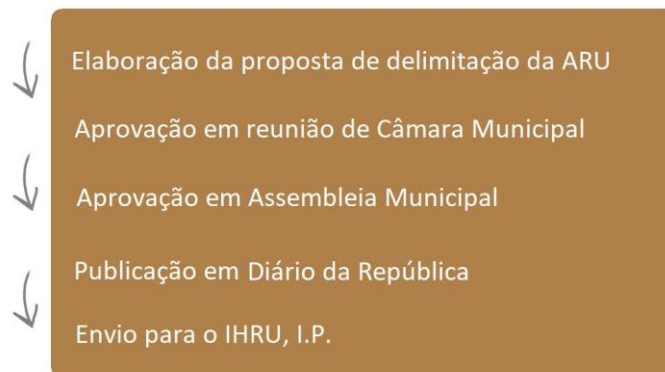 Elaboração da proposta de delimitação da ARU
Aprovação em reunião de Câmara Municipal
Aprovação em Assembleia Municipal
Publicação em Diário da República
Envio para o IHRU, I.P.